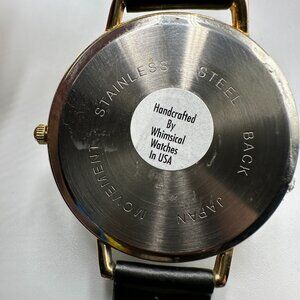 STAINLESS STEEL BACK
JAPAN MOVEMENT
Handcrafted
By
Whimsical
Watches
In USA